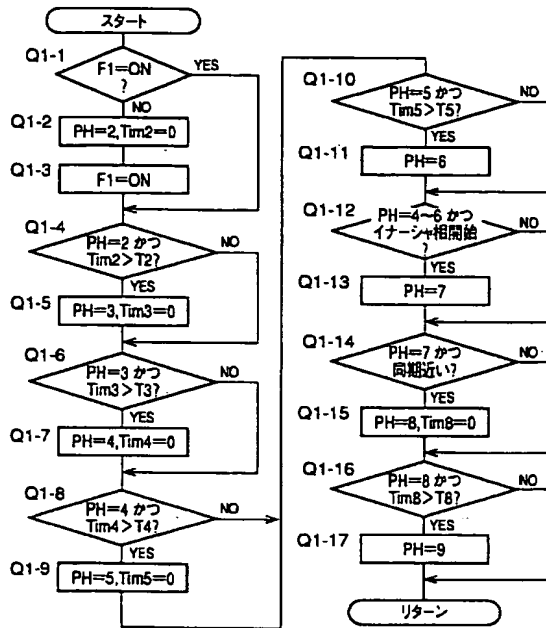 スタート
Q1-1
F1=ON
?
YES
NO
Q1-2
PH=2,Tim2=0
Q1-3
F1=ON
Q1-4
PH=2 かつ
Tim2>T2?
NO
YES
Q1-5
PH=3,Tim3=0
Q1-6
PH=3 かつ
Tim3>T3?
NO
YES
Q1-7
PH=4,Tim4=0
Q1-8
PH=4 かつ
Tim4>T4?
NO
YES
Q1-9
PH=5,Tim5=0
Q1-10
PH=5 かつ
Tim5>T5?
NO
YES
Q1-11
PH=6
Q1-12
PH=4~6 かつ
イナーシャ相開始
?
NO
YES
Q1-13
PH=7
Q1-14
PH=7 かつ
同期近い?
NO
YES
Q1-15
PH=8,Tim8=0
Q1-16
PH=8 かつ
Tim8>T8?
NO
YES
Q1-17
PH=9
リターン